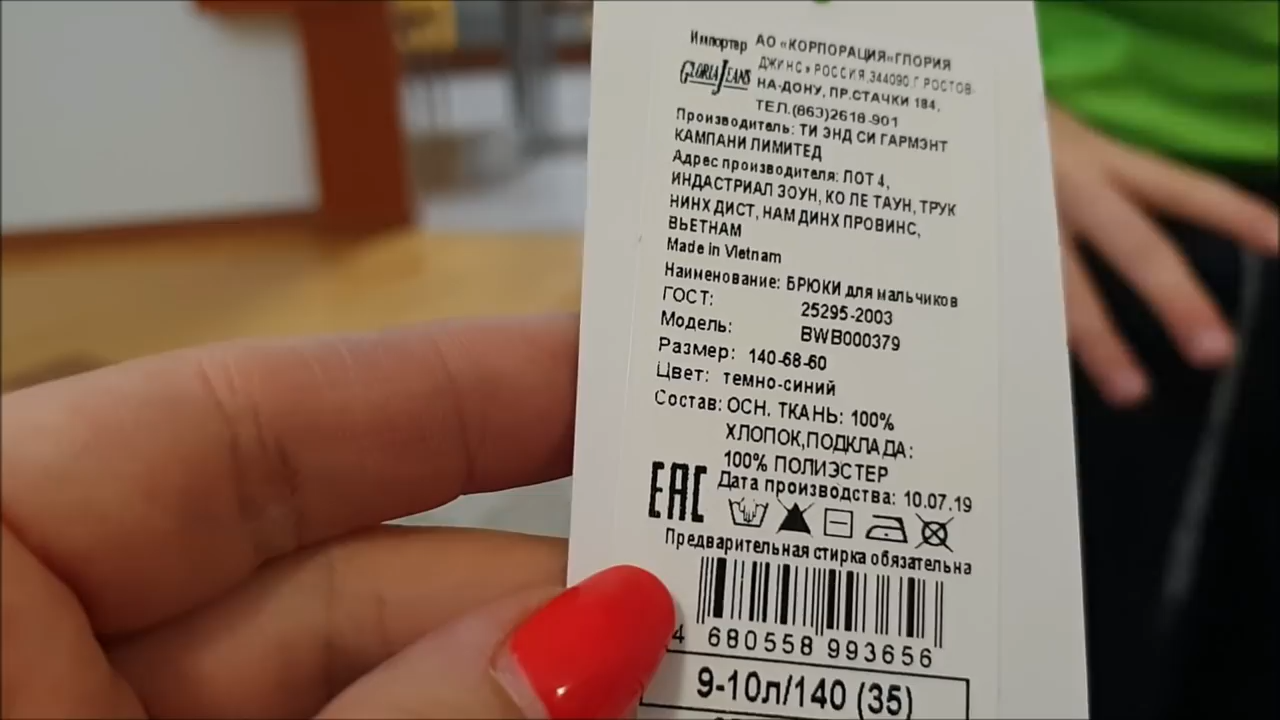 Импортер АО «КОРПОРАЦИЯ«ГЛОРИЯ
GLORIA JEANS ДЖИНС» РОССИЯ,344090,Г.РОСТОВ-
НА-ДОНУ, ПР.СТАЧКИ 184,
ТЕЛ.(863)2618-901
Производитель: ТИ ЭНД СИ ГАРМЭНТ
КАМПАНИ ЛИМИТЕД
Адрес производителя: ЛОТ 4,
ИНДАСТРИАЛ ЗОУН, КО ЛЕ ТАУН, ТРУК
НИНХ ДИСТ, НАМ ДИНХ ПРОВИНС,
ВЬЕТНАМ
Made in Vietnam
Наименование: БРЮКИ для мальчиков
ГОСТ: 25295-2003
Модель: BWB000379
Размер: 140-68-60
Цвет: темно-синий
Состав: ОСН. ТКАНЬ: 100%
ХЛОПОК,ПОДКЛАДА:
100% ПОЛИЭСТЕР
EAC Дата производства: 10.07.19
Предварительная стирка обязательна
4 680558 993656
9-10л/140 (35)